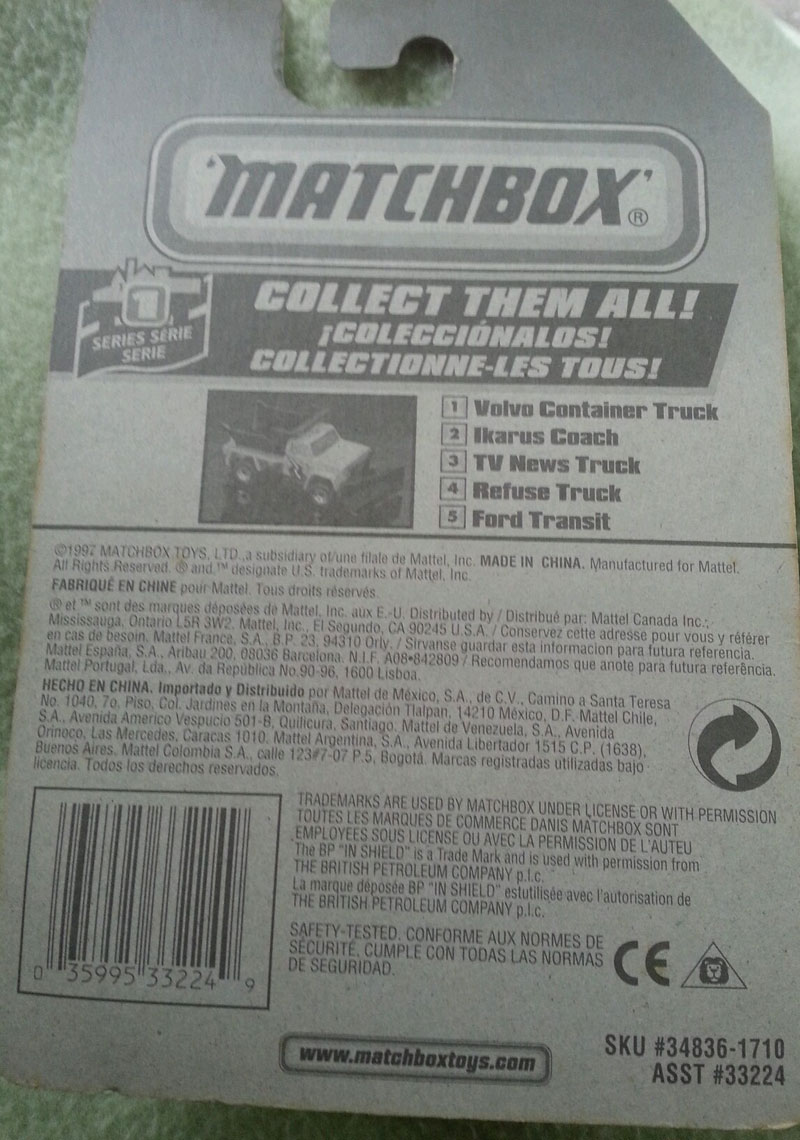 'MATCHBOX'®
1
SERIES SÉRIE
SERIE
COLLECT THEM ALL!
¡COLECCIÓNALOS!
COLLECTIONNE-LES TOUS!
1 Volvo Container Truck
2 Ikarus Coach
3 TV News Truck
4 Refuse Truck
5 Ford Transit
©1997 MATCHBOX TOYS, LTD.,a subsidiary of/une filale de Mattel, Inc. MADE IN CHINA. Manufactured for Mattel.
All Rights Reserved. ® and ™ designate U.S. trademarks of Mattel, Inc.
FABRIQUÉ EN CHINE pour Mattel. Tous droits réservés.
® et ™ sont des marques déposées de Mattel, Inc. aux E.-U. Distributed by / Distribué par: Mattel Canada Inc.,
Mississauga, Ontario L5R 3W2. Mattel, Inc., El Segundo, CA 90245 U.S.A. / Conservez cette adresse pour vous y référer
en cas de besoin. Mattel France, S.A., B.P. 23, 94310 Orly. / Sirvanse guardar esta informacion para futura referencia.
Mattel España, S.A., Aribau 200, 08036 Barcelona. N.I.F. A08•842809 / Recomendamos que anote para futura referência.
Mattel Portugal, Lda., Av. da República No.90-96, 1600 Lisboa.
HECHO EN CHINA. Importado y Distribuido por Mattel de México, S.A., de C.V., Camino a Santa Teresa
No. 1040, 7o. Piso, Col. Jardines en la Montaña, Delegación Tlalpan, 14210 México, D.F. Mattel Chile,
S.A., Avenida Americo Vespucio 501-B, Quilicura, Santiago. Mattel de Venezuela, S.A., Avenida
Orinoco, Las Mercedes, Caracas 1010. Mattel Argentina, S.A., Avenida Libertador 1515 C.P. (1638),
Buenos Aires. Mattel Colombia S.A., calle 123#7-07 P.5, Bogotá. Marcas registradas utilizadas bajo
licencia. Todos los derechos reservados.
TRADEMARKS ARE USED BY MATCHBOX UNDER LICENSE OR WITH PERMISSION
TOUTES LES MARQUES DE COMMERCE DANIS MATCHBOX SONT
EMPLOYEES SOUS LICENSE OU AVEC LA PERMISSION DE L'AUTEU
The BP "IN SHIELD" is a Trade Mark and is used with permission from
THE BRITISH PETROLEUM COMPANY p.l.c.
La marque déposée BP "IN SHIELD" estutilisée avec l'autorisation de
THE BRITISH PETROLEUM COMPANY p.l.c.
SAFETY-TESTED. CONFORME AUX NORMES DE
SÉCURITÉ. CUMPLE CON TODAS LAS NORMAS
DE SEGURIDAD.
CE
0 35995 33224 9
www.matchboxtoys.com
SKU #34836-1710
ASST #33224